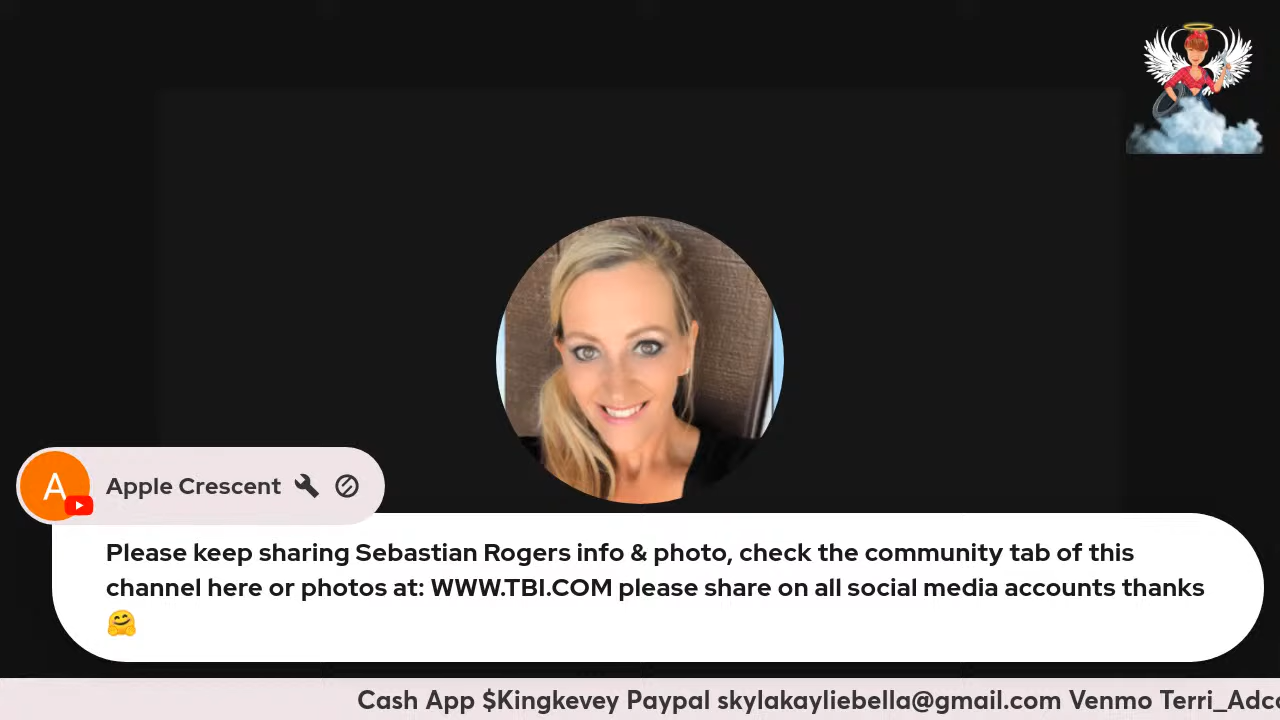 A
Apple Crescent
Please keep sharing Sebastian Rogers info & photo, check the community tab of this
channel here or photos at: WWW.TBI.COM please share on all social media accounts thanks
🤗
Cash App $Kingkevey Paypal skylakayliebella@gmail.com Venmo